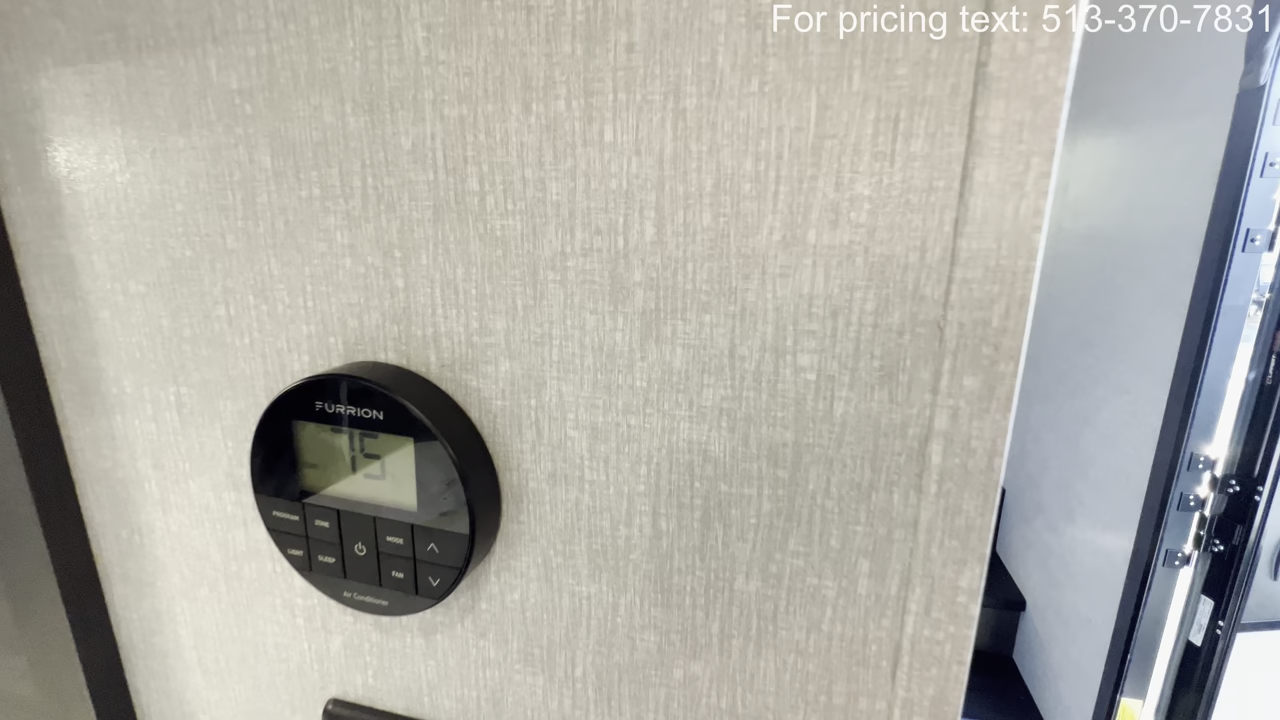 For pricing text: 513-370-7831
FURRION
75
PROGRAM ZONE MODE
LIGHT SLEEP FAN
Air Conditioner